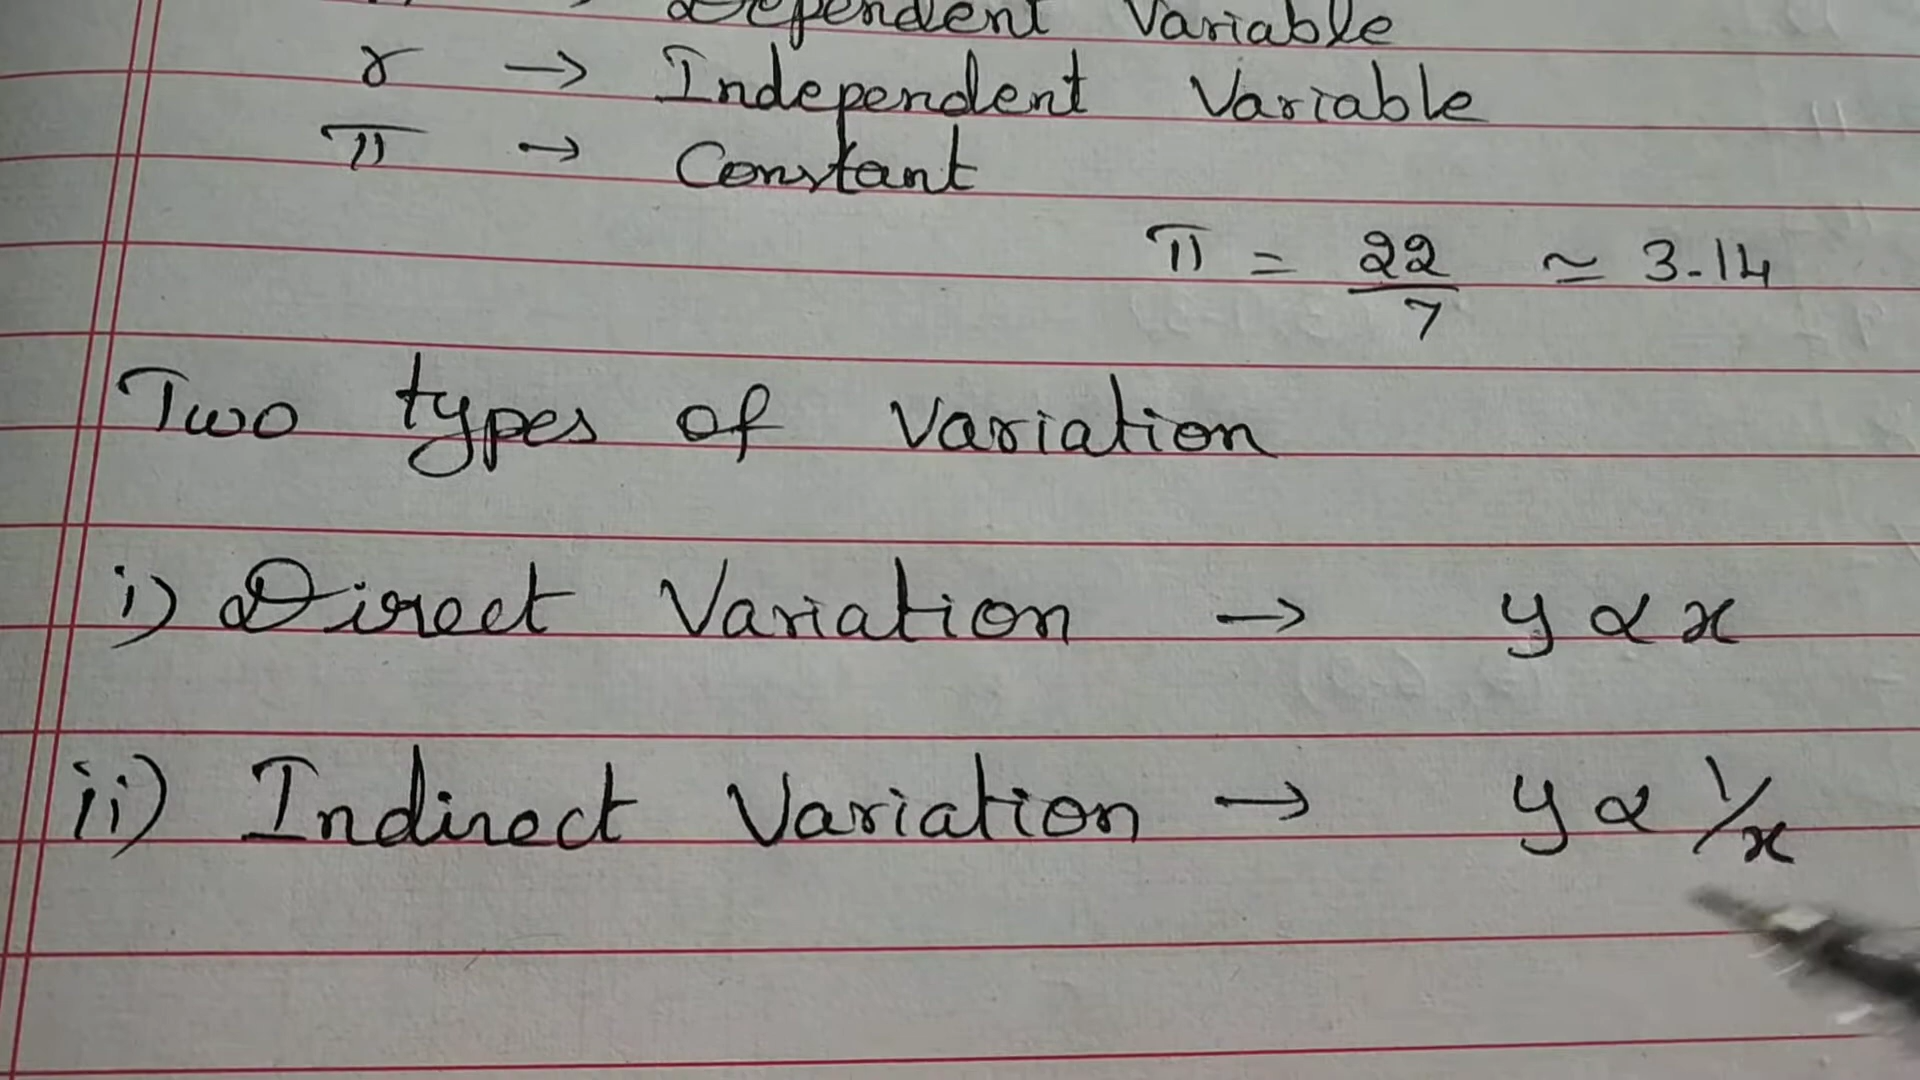 Dependent Variable
r → Independent Variable
π → Constant
π = 22/7 ≃ 3.14
Two types of variation
i) Direct Variation → y ∝ x
ii) Indirect Variation → y ∝ 1/x